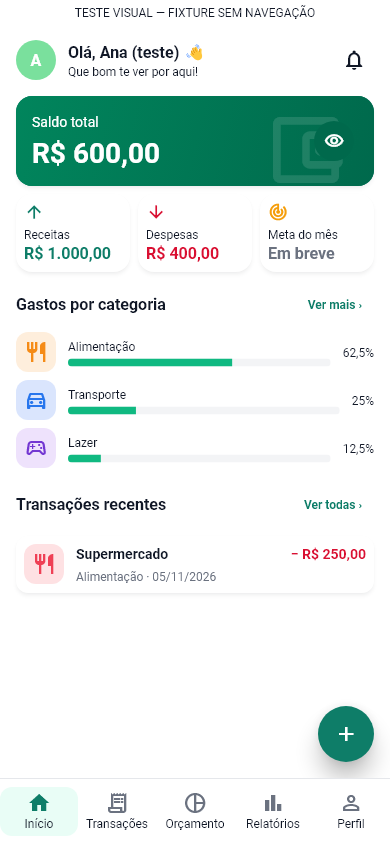 TESTE VISUAL — FIXTURE SEM NAVEGAÇÃO
A
Olá, Ana (teste) 👋
Que bom te ver por aqui!
Saldo total
R$ 600,00
Receitas
R$ 1.000,00
Despesas
R$ 400,00
Meta do mês
Em breve
Gastos por categoria
Ver mais ›
Alimentação
62,5%
Transporte
25%
Lazer
12,5%
Transações recentes
Ver todas ›
Supermercado
− R$ 250,00
Alimentação · 05/11/2026
+
Início
Transações
Orçamento
Relatórios
Perfil